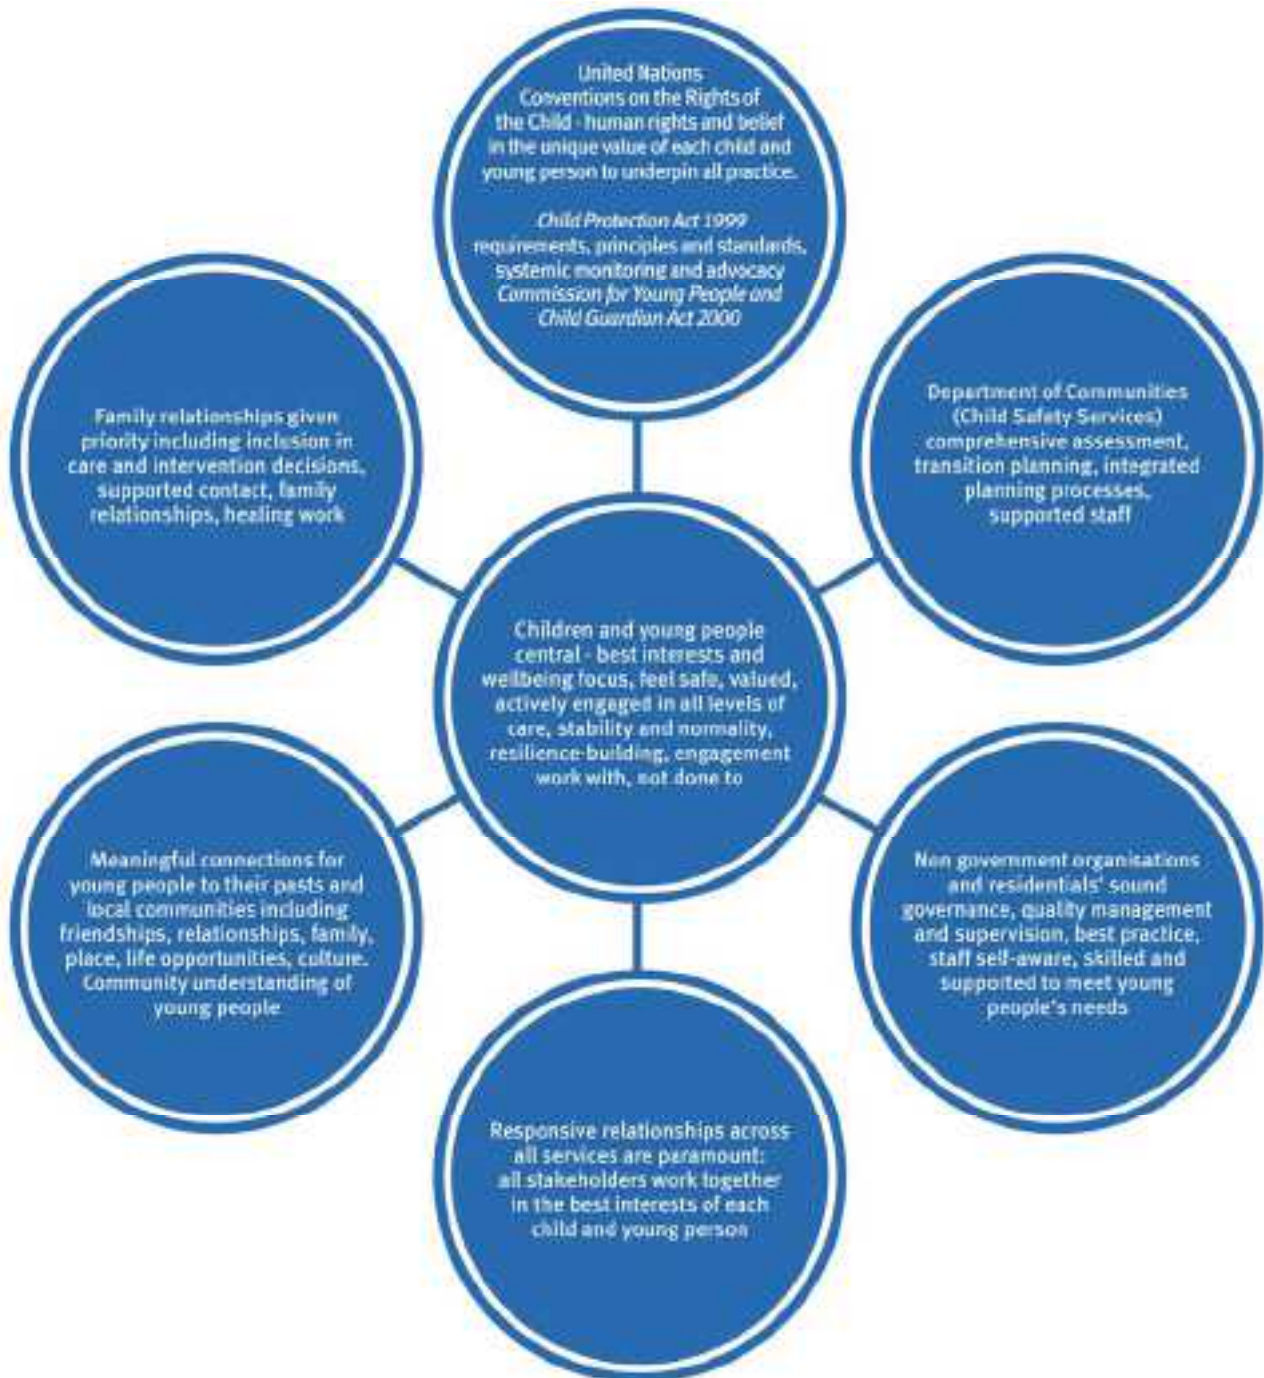 United Nations
Conventions on the Rights of
the Child - human rights and belief
in the unique value of each child and
young person to underpin all practice.
Child Protection Act 1999
requirements, principles and standards,
systemic monitoring and advocacy
Commission for Young People and
Child Guardian Act 2000
Family relationships given
priority including inclusion in
care and intervention decisions,
supported contact, family
relationships, healing work
Department of Communities
(Child Safety Services)
comprehensive assessment,
transition planning, integrated
planning processes,
supported staff
Children and young people
central - best interests and
wellbeing focus, feel safe, valued,
actively engaged in all levels of
care, stability and normality,
resilience-building, engagement
work with, not done to
Meaningful connections for
young people to their pasts and
local communities including
friendships, relationships, family,
place, life opportunities, culture.
Community understanding of
young people
Non government organisations
and residentials' sound
governance, quality management
and supervision, best practice,
staff self-aware, skilled and
supported to meet young
people's needs
Responsive relationships across
all services are paramount:
all stakeholders work together
in the best interests of each
child and young person